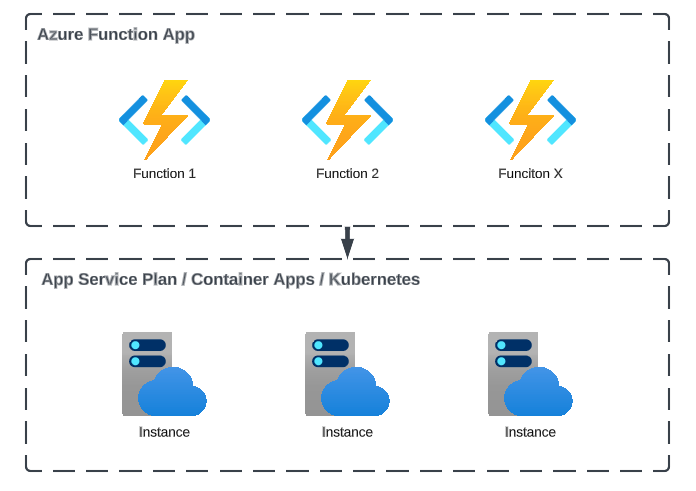 Azure Function App
Function 1
Function 2
Funciton X
App Service Plan / Container Apps / Kubernetes
Instance
Instance
Instance